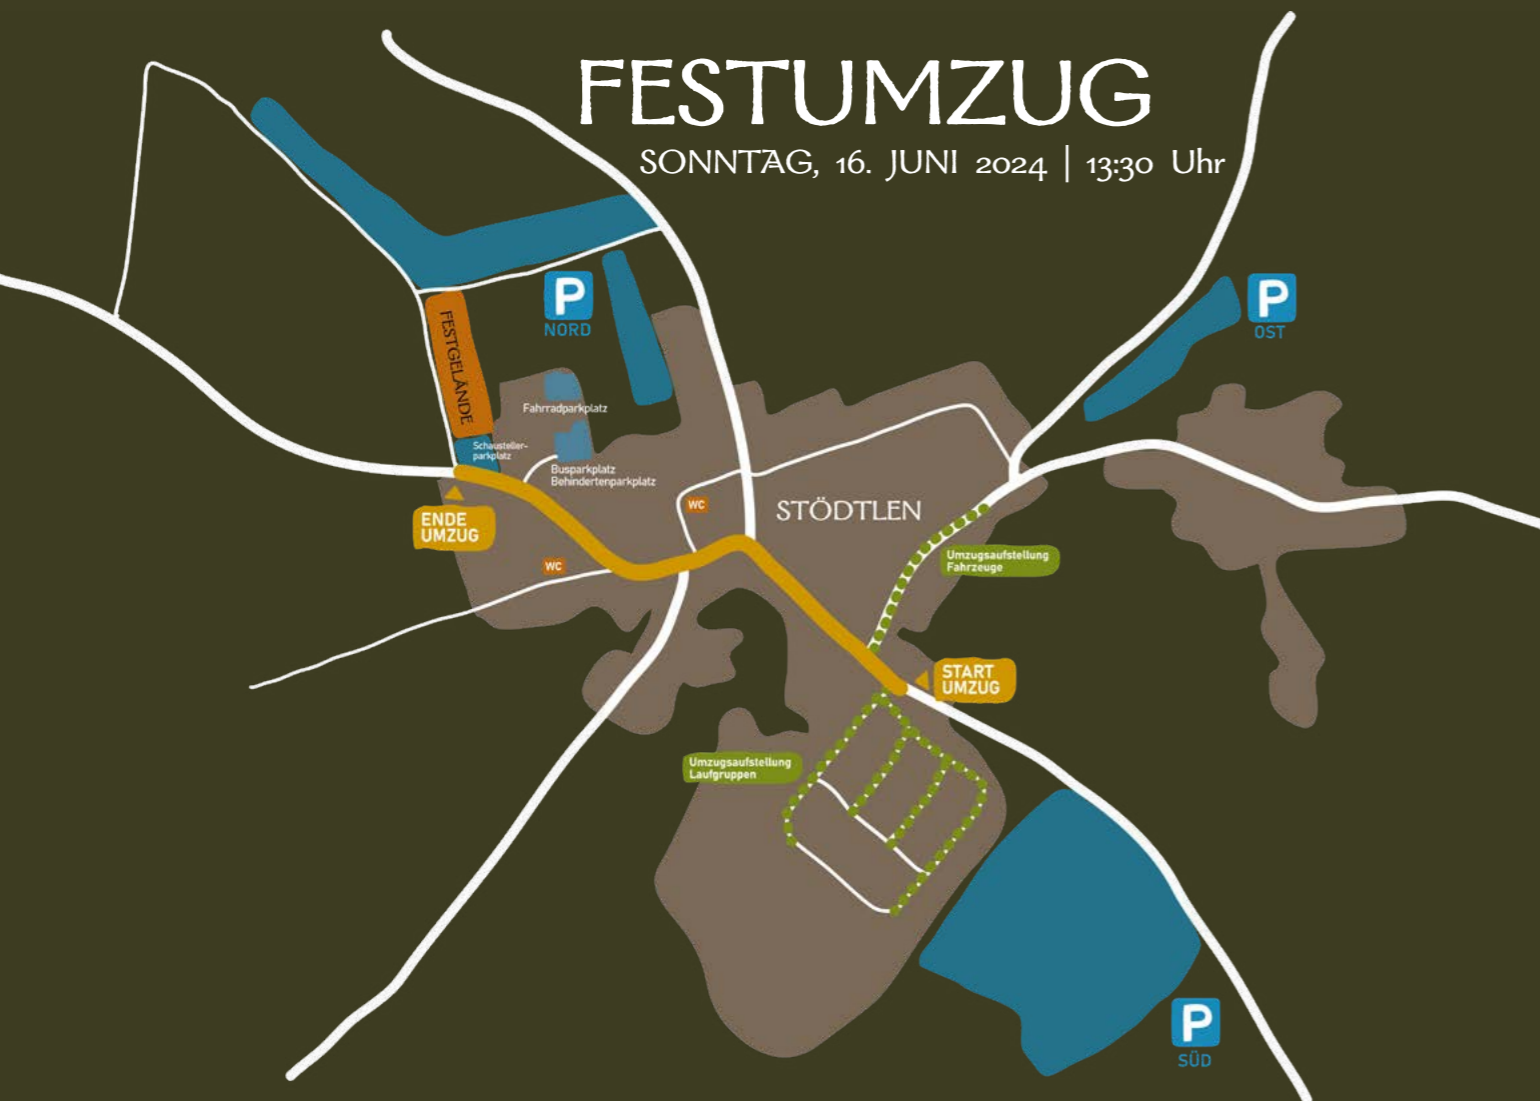 FESTUMZUG
SONNTAG, 16. JUNI 2024 | 13:30 Uhr
P
NORD
P
OST
FESTGELÄNDE
Fahrradparkplatz
Schausteller-
parkplatz
Busparkplatz
Behindertenparkplatz
WC
STÖDTLEN
ENDE
UMZUG
WC
Umzugsaufstellung
Fahrzeuge
START
UMZUG
Umzugsaufstellung
Laufgruppen
P
SÜD